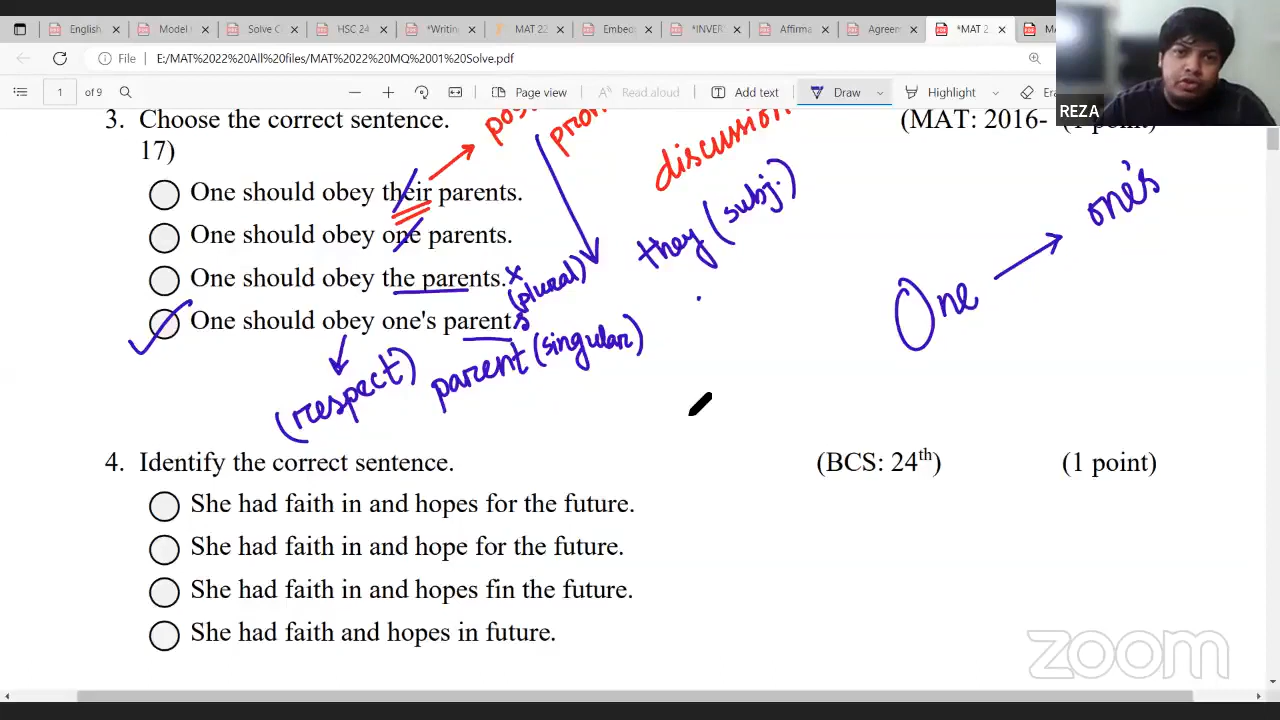 English
Model
Solve C
HSC 24
*Writing
MAT 22
Embed
*INVER
Affirma
Agreem
*MAT 2
File E:/MAT%2022%20All%20files/MAT%2022%20MQ%2001%20Solve.pdf
1 of 9 Page view Read aloud Add text Draw Highlight
REZA
3. Choose the correct sentence. (MAT: 2016- (1 point)
17)
One should obey their parents.
One should obey one parents.
One should obey the parents. x
One should obey one's parents
discussion
they (subj.)
(plural)
parent (singular)
(respect)
One → one's
4. Identify the correct sentence. (BCS: 24th) (1 point)
She had faith in and hopes for the future.
She had faith in and hope for the future.
She had faith in and hopes fin the future.
She had faith and hopes in future.
zoom